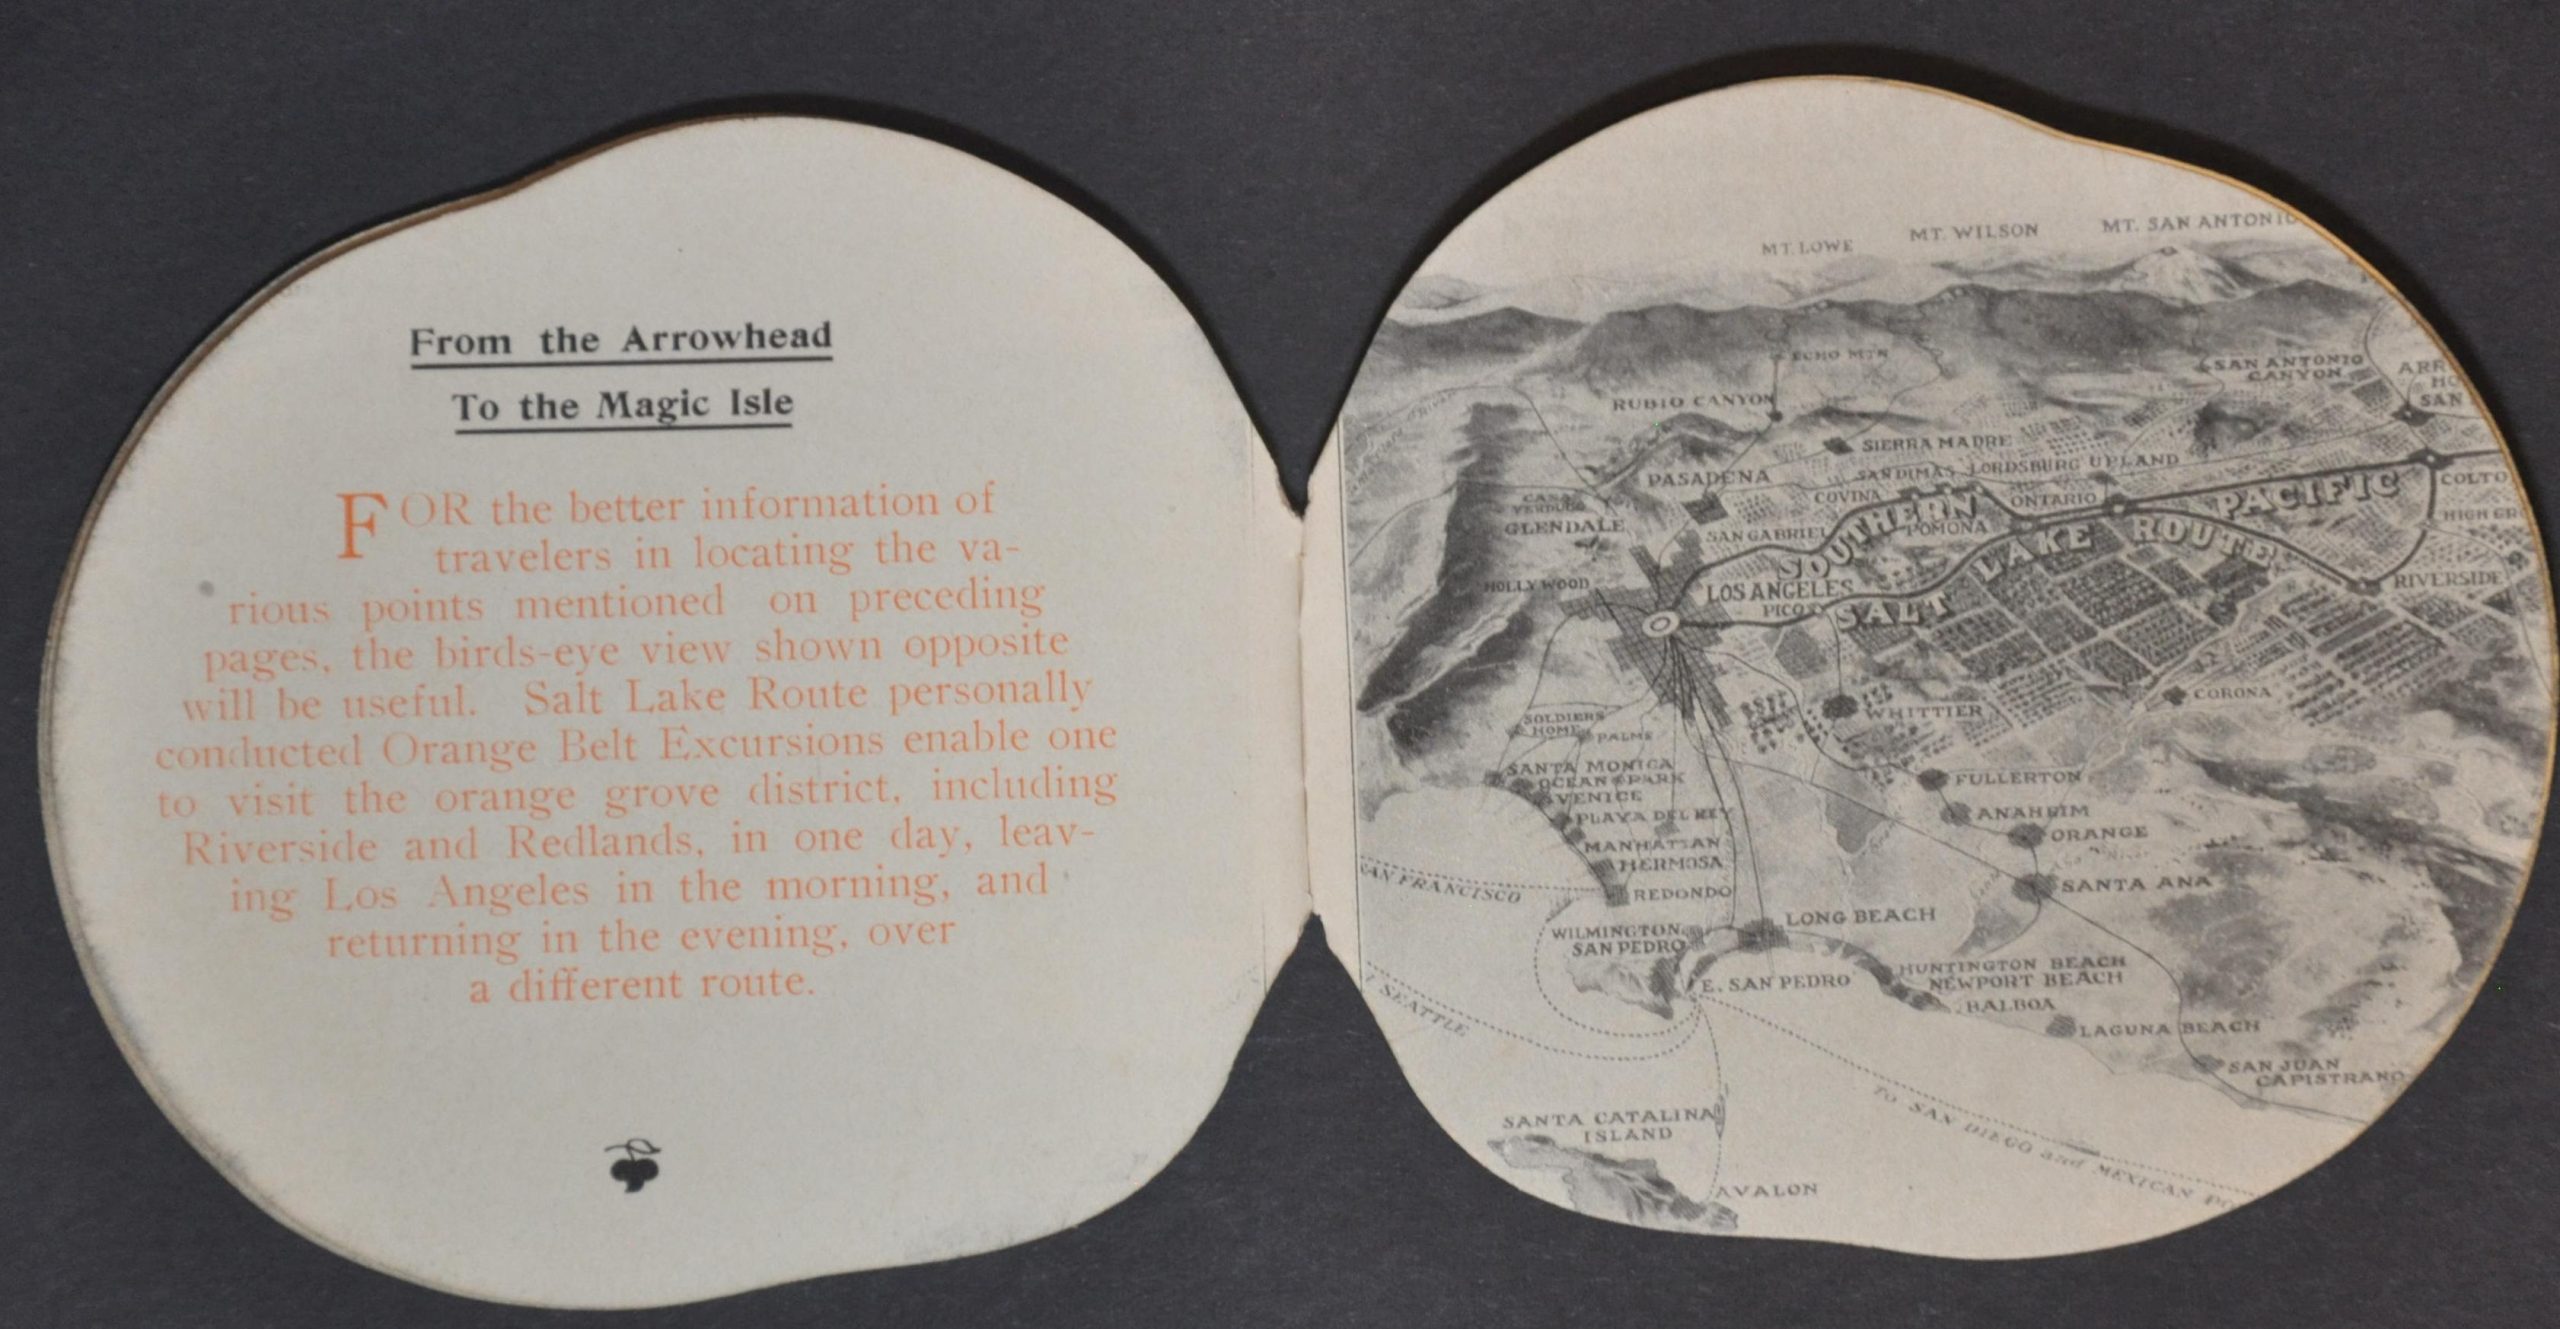 From the Arrowhead
To the Magic Isle
FOR the better information of
travelers in locating the va-
rious points mentioned on preceding
pages, the birds-eye view shown opposite
will be useful. Salt Lake Route personally
conducted Orange Belt Excursions enable one
to visit the orange grove district, including
Riverside and Redlands, in one day, leav-
ing Los Angeles in the morning, and
returning in the evening, over
a different route.
MT. LOWE
MT. WILSON
MT. SAN ANTONIO
ECHO MTN
SAN ANTONIO
CANYON
RUBIO CANYON
SAN
SIERRA MADRE
PASADENA
SAN DIMAS
LORDSBURG
UPLAND
CASA
VERDUGO
GLENDALE
COVINA
ONTARIO
SAN GABRIEL
POMONA
SOUTHERN
PACIFIC
SALT
LAKE
ROUTE
HOLLYWOOD
LOS ANGELES
PICO
RIVERSIDE
CORONA
WHITTIER
SOLDIERS
HOME
PALMS
SANTA MONICA
OCEAN PARK
VENICE
PLAYA DEL REY
MANHATTAN
HERMOSA
REDONDO
FULLERTON
ANAHEIM
ORANGE
SANTA ANA
SAN FRANCISCO
WILMINGTON
SAN PEDRO
LONG BEACH
E. SAN PEDRO
HUNTINGTON BEACH
NEWPORT BEACH
BALBOA
LAGUNA BEACH
SAN JUAN
CAPISTRANO
SEATTLE
TO SAN DIEGO and MEXICAN
SANTA CATALINA
ISLAND
AVALON